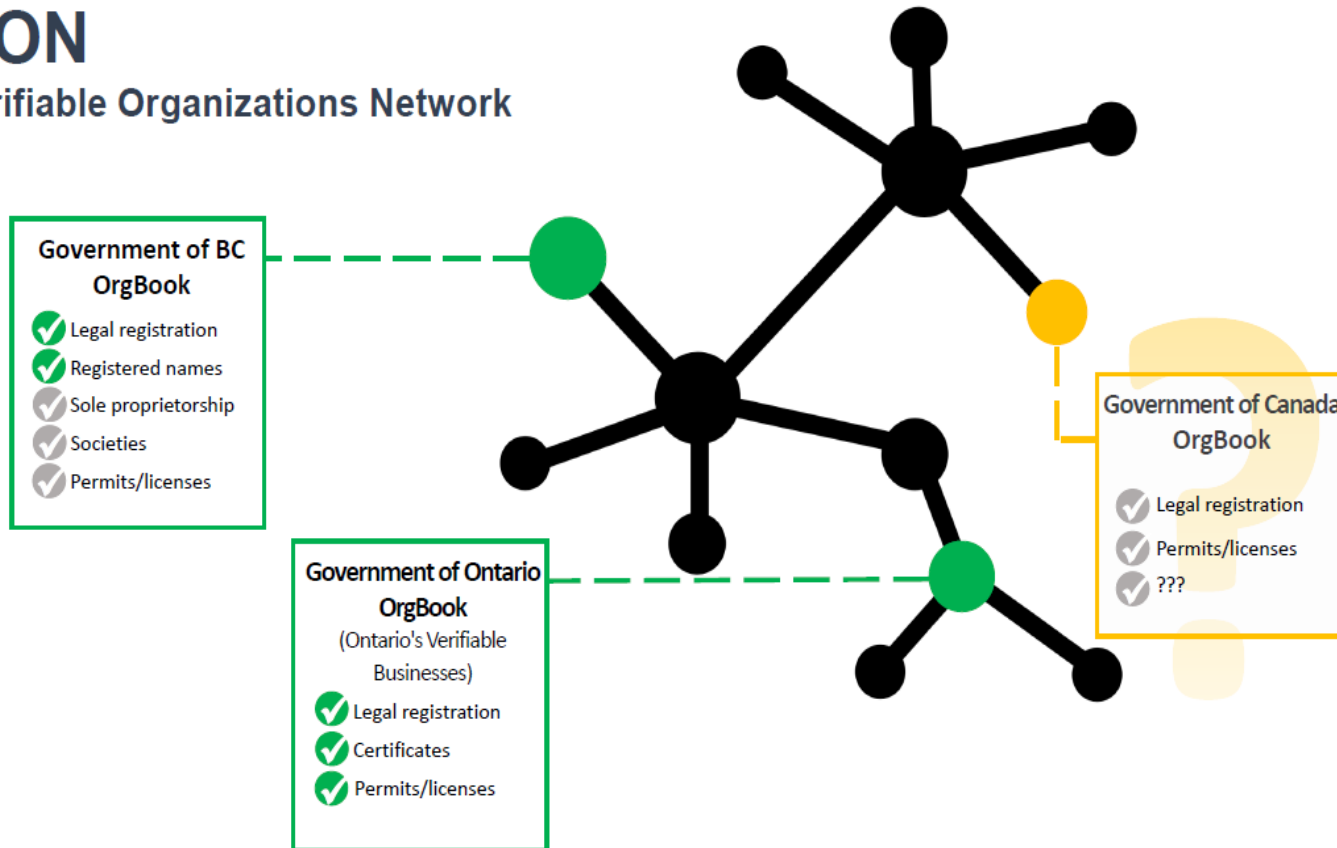 ON
rifiable Organizations Network
Government of BC
OrgBook
Legal registration
Registered names
Sole proprietorship
Societies
Permits/licenses
Government of Ontario
OrgBook
(Ontario's Verifiable
Businesses)
Legal registration
Certificates
Permits/licenses
Government of Canada
OrgBook
Legal registration
Permits/licenses
???
?